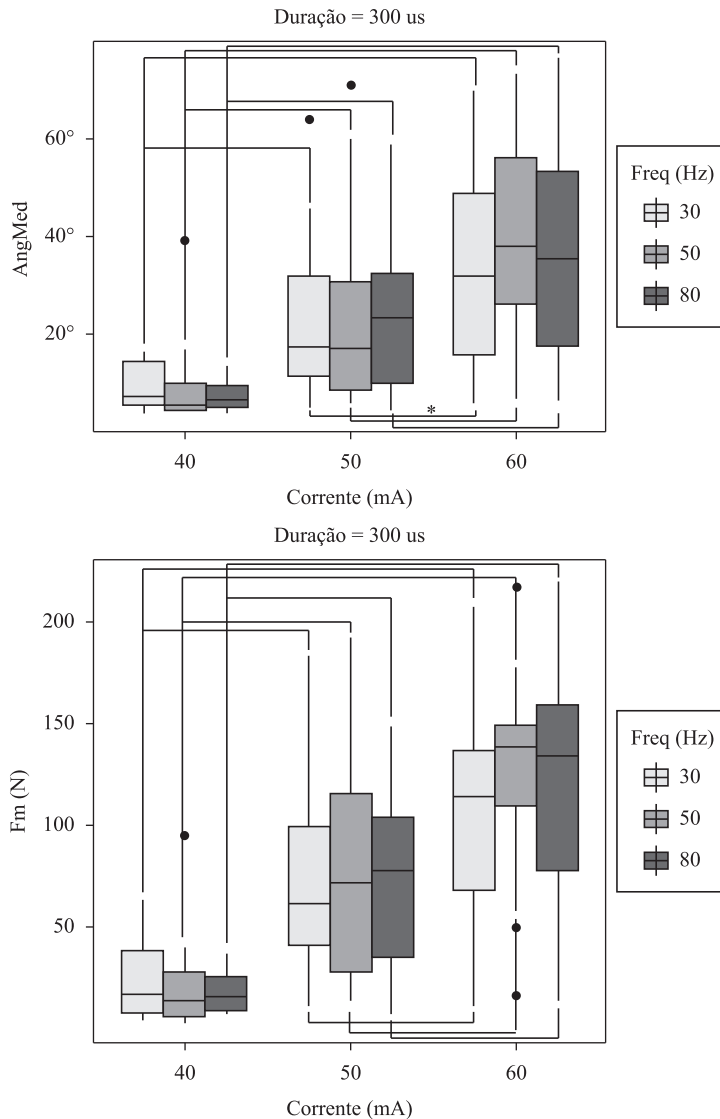 Duração = 300 us
60°
40°
20°
AngMed
*
40 50 60
Corrente (mA)
Freq (Hz)
30
50
80
Duração = 300 us
200
150
100
50
Fm (N)
40 50 60
Corrente (mA)
Freq (Hz)
30
50
80